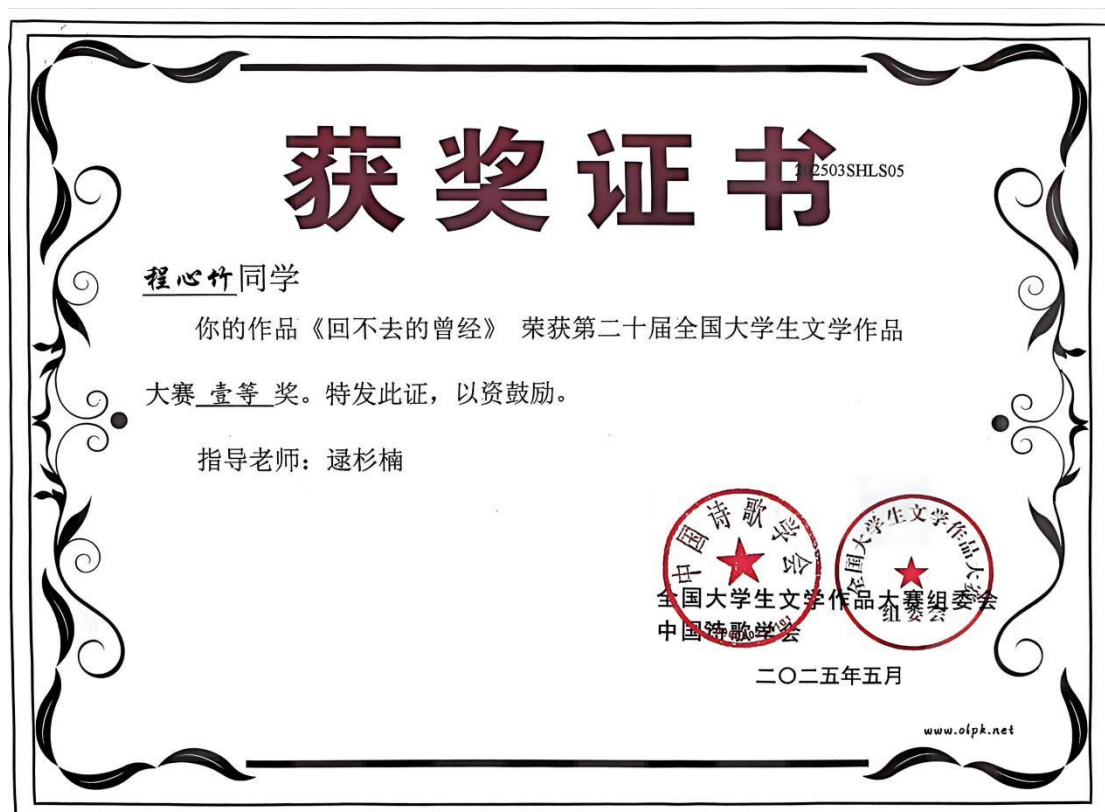 获奖证书
202503SHLS05
程心竹同学
你的作品《回不去的曾经》 荣获第二十届全国大学生文学作品
大赛 壹等 奖。特发此证，以资鼓励。
指导老师：逯杉楠
中国诗歌学会
全国大学生文学作品大赛
组委会
全国大学生文学作品大赛组委会
中国诗歌学会
二〇二五年五月
www.olpk.net